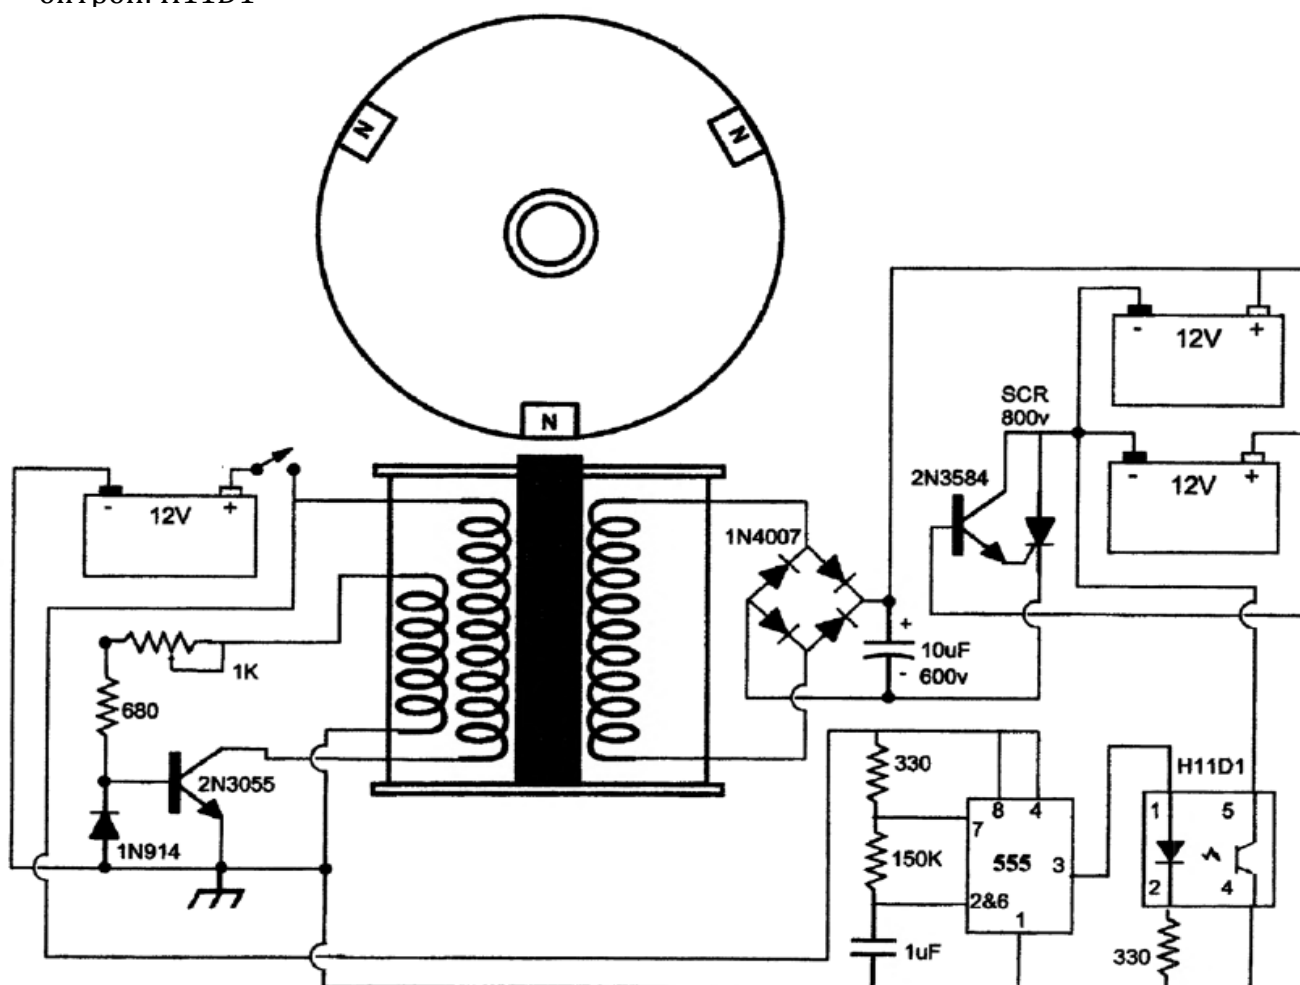 N
N
N
- 12V +
- 12V +
SCR
800v
- 12V +
2N3584
1N4007
1K
+
10uF
-
600v
680
2N3055
330
H11D1
8 4
1 5
7
1N914
150K
555
3
2&6
2 4
1
1uF
330